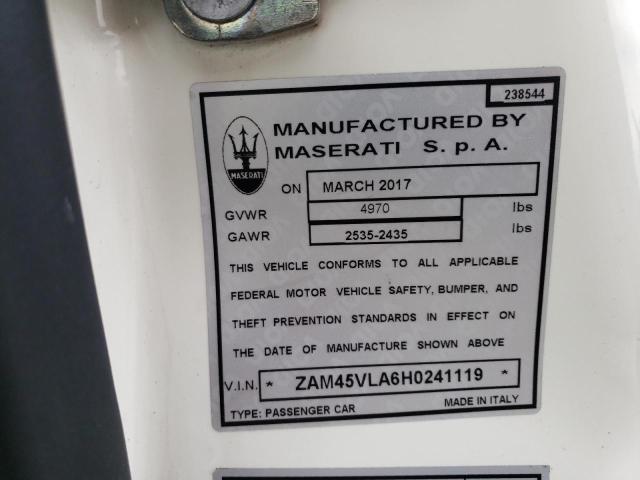 238544
MANUFACTURED BY
MASERATI S. p. A.
MASERATI
ON MARCH 2017
GVWR 4970 lbs
GAWR 2535-2435 lbs
THIS VEHICLE CONFORMS TO ALL APPLICABLE
FEDERAL MOTOR VEHICLE SAFETY, BUMPER, AND
THEFT PREVENTION STANDARDS IN EFFECT ON
THE DATE OF MANUFACTURE SHOWN ABOVE
V.I.N. * ZAM45VLA6H0241119 *
TYPE: PASSENGER CAR MADE IN ITALY